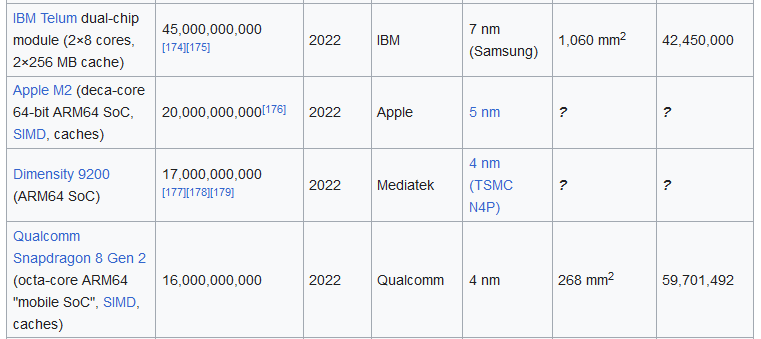 IBM Telum dual-chip
module (2×8 cores,
2×256 MB cache)
45,000,000,000
[174][175]
2022
IBM
7 nm
(Samsung)
1,060 mm2
42,450,000
Apple M2 (deca-core
64-bit ARM64 SoC,
SIMD, caches)
20,000,000,000[176]
2022
Apple
5 nm
?
?
Dimensity 9200
(ARM64 SoC)
17,000,000,000
[177][178][179]
2022
Mediatek
4 nm
(TSMC
N4P)
?
?
Qualcomm
Snapdragon 8 Gen 2
(octa-core ARM64
"mobile SoC", SIMD,
caches)
16,000,000,000
2022
Qualcomm
4 nm
268 mm2
59,701,492